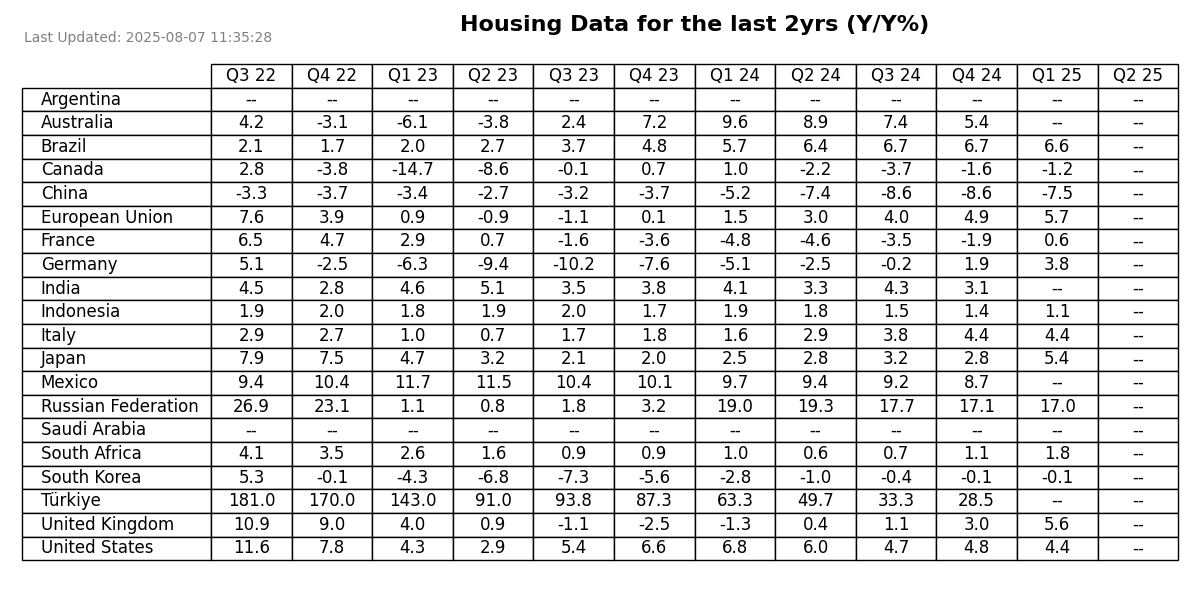 Housing Data for the last 2yrs (Y/Y%)
Last Updated: 2025-08-07 11:35:28
Q3 22 Q4 22 Q1 23 Q2 23 Q3 23 Q4 23 Q1 24 Q2 24 Q3 24 Q4 24 Q1 25 Q2 25
Argentina -- -- -- -- -- -- -- -- -- -- -- --
Australia 4.2 -3.1 -6.1 -3.8 2.4 7.2 9.6 8.9 7.4 5.4 -- --
Brazil 2.1 1.7 2.0 2.7 3.7 4.8 5.7 6.4 6.7 6.7 6.6 --
Canada 2.8 -3.8 -14.7 -8.6 -0.1 0.7 1.0 -2.2 -3.7 -1.6 -1.2 --
China -3.3 -3.7 -3.4 -2.7 -3.2 -3.7 -5.2 -7.4 -8.6 -8.6 -7.5 --
European Union 7.6 3.9 0.9 -0.9 -1.1 0.1 1.5 3.0 4.0 4.9 5.7 --
France 6.5 4.7 2.9 0.7 -1.6 -3.6 -4.8 -4.6 -3.5 -1.9 0.6 --
Germany 5.1 -2.5 -6.3 -9.4 -10.2 -7.6 -5.1 -2.5 -0.2 1.9 3.8 --
India 4.5 2.8 4.6 5.1 3.5 3.8 4.1 3.3 4.3 3.1 -- --
Indonesia 1.9 2.0 1.8 1.9 2.0 1.7 1.9 1.8 1.5 1.4 1.1 --
Italy 2.9 2.7 1.0 0.7 1.7 1.8 1.6 2.9 3.8 4.4 4.4 --
Japan 7.9 7.5 4.7 3.2 2.1 2.0 2.5 2.8 3.2 2.8 5.4 --
Mexico 9.4 10.4 11.7 11.5 10.4 10.1 9.7 9.4 9.2 8.7 -- --
Russian Federation 26.9 23.1 1.1 0.8 1.8 3.2 19.0 19.3 17.7 17.1 17.0 --
Saudi Arabia -- -- -- -- -- -- -- -- -- -- -- --
South Africa 4.1 3.5 2.6 1.6 0.9 0.9 1.0 0.6 0.7 1.1 1.8 --
South Korea 5.3 -0.1 -4.3 -6.8 -7.3 -5.6 -2.8 -1.0 -0.4 -0.1 -0.1 --
Türkiye 181.0 170.0 143.0 91.0 93.8 87.3 63.3 49.7 33.3 28.5 -- --
United Kingdom 10.9 9.0 4.0 0.9 -1.1 -2.5 -1.3 0.4 1.1 3.0 5.6 --
United States 11.6 7.8 4.3 2.9 5.4 6.6 6.8 6.0 4.7 4.8 4.4 --